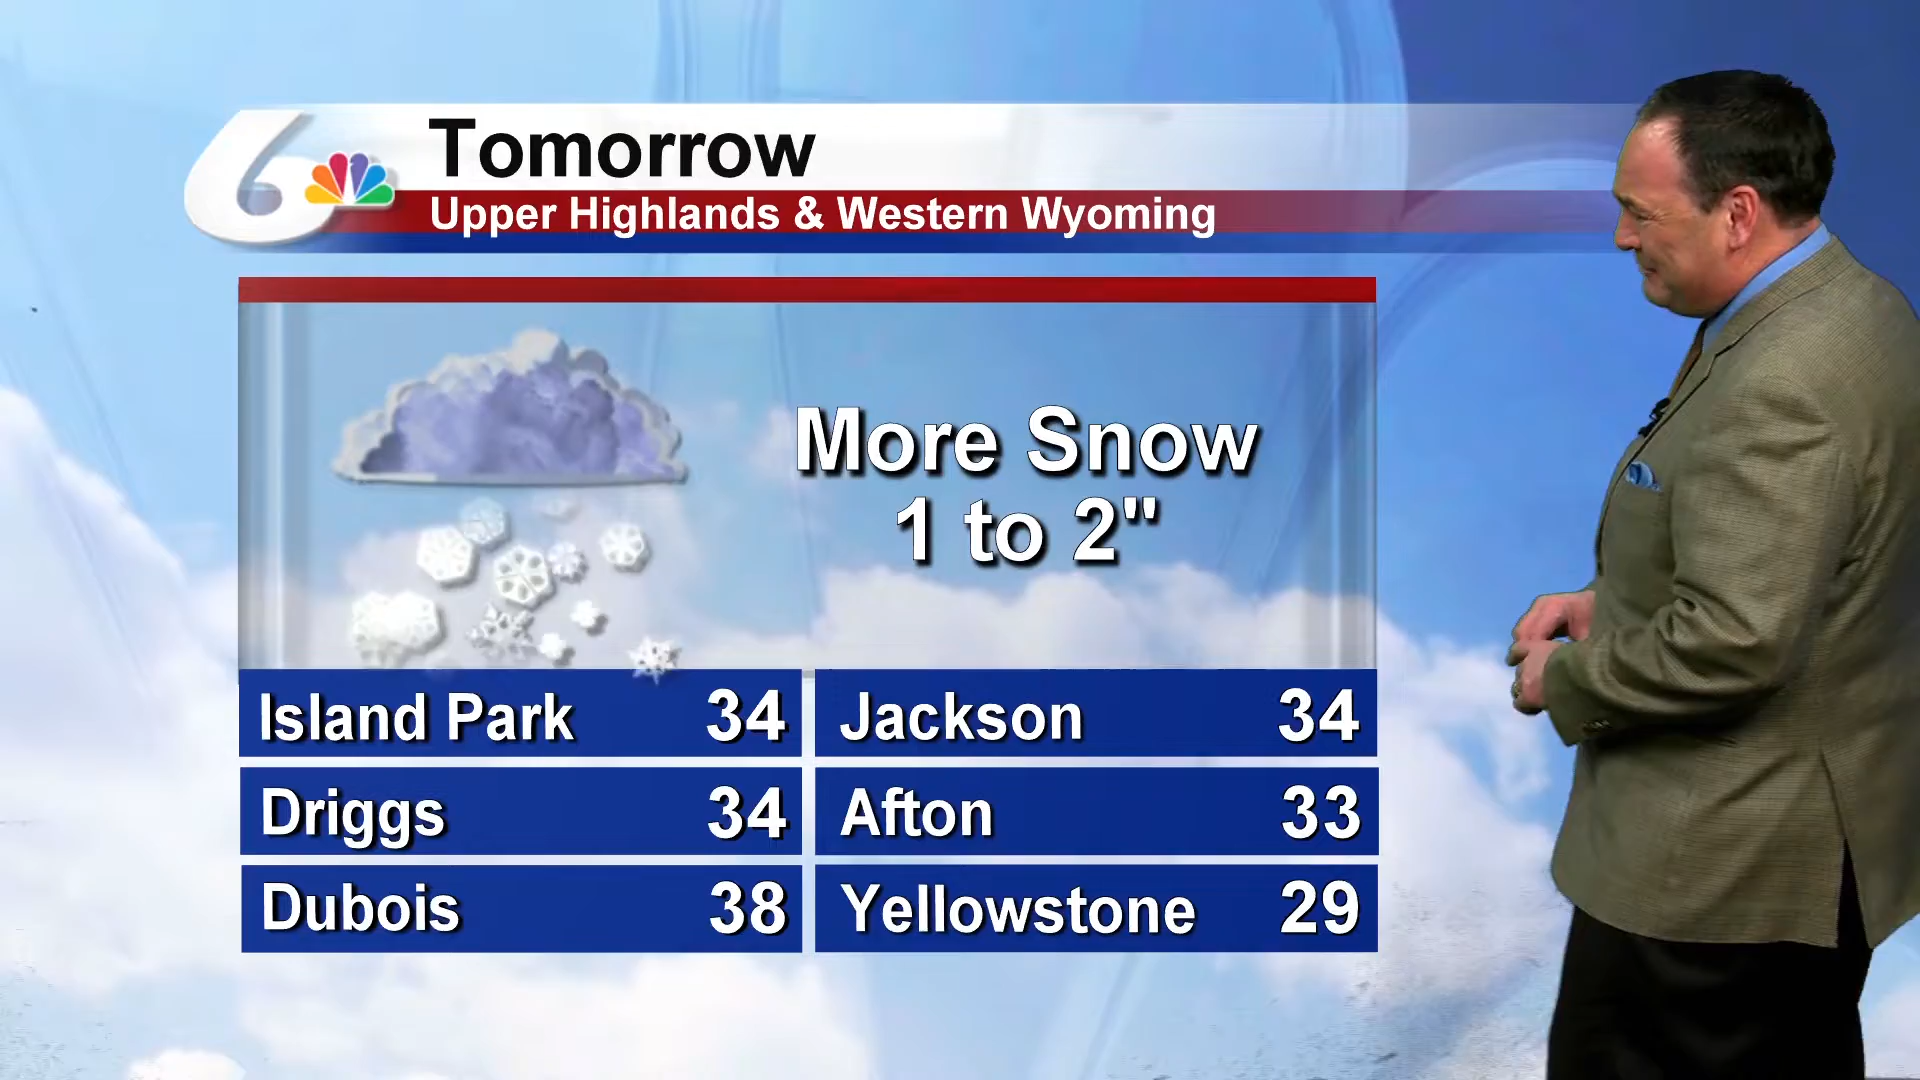 6
Tomorrow
Upper Highlands & Western Wyoming
More Snow
1 to 2"
Island Park 34
Jackson 34
Driggs 34
Afton 33
Dubois 38
Yellowstone 29